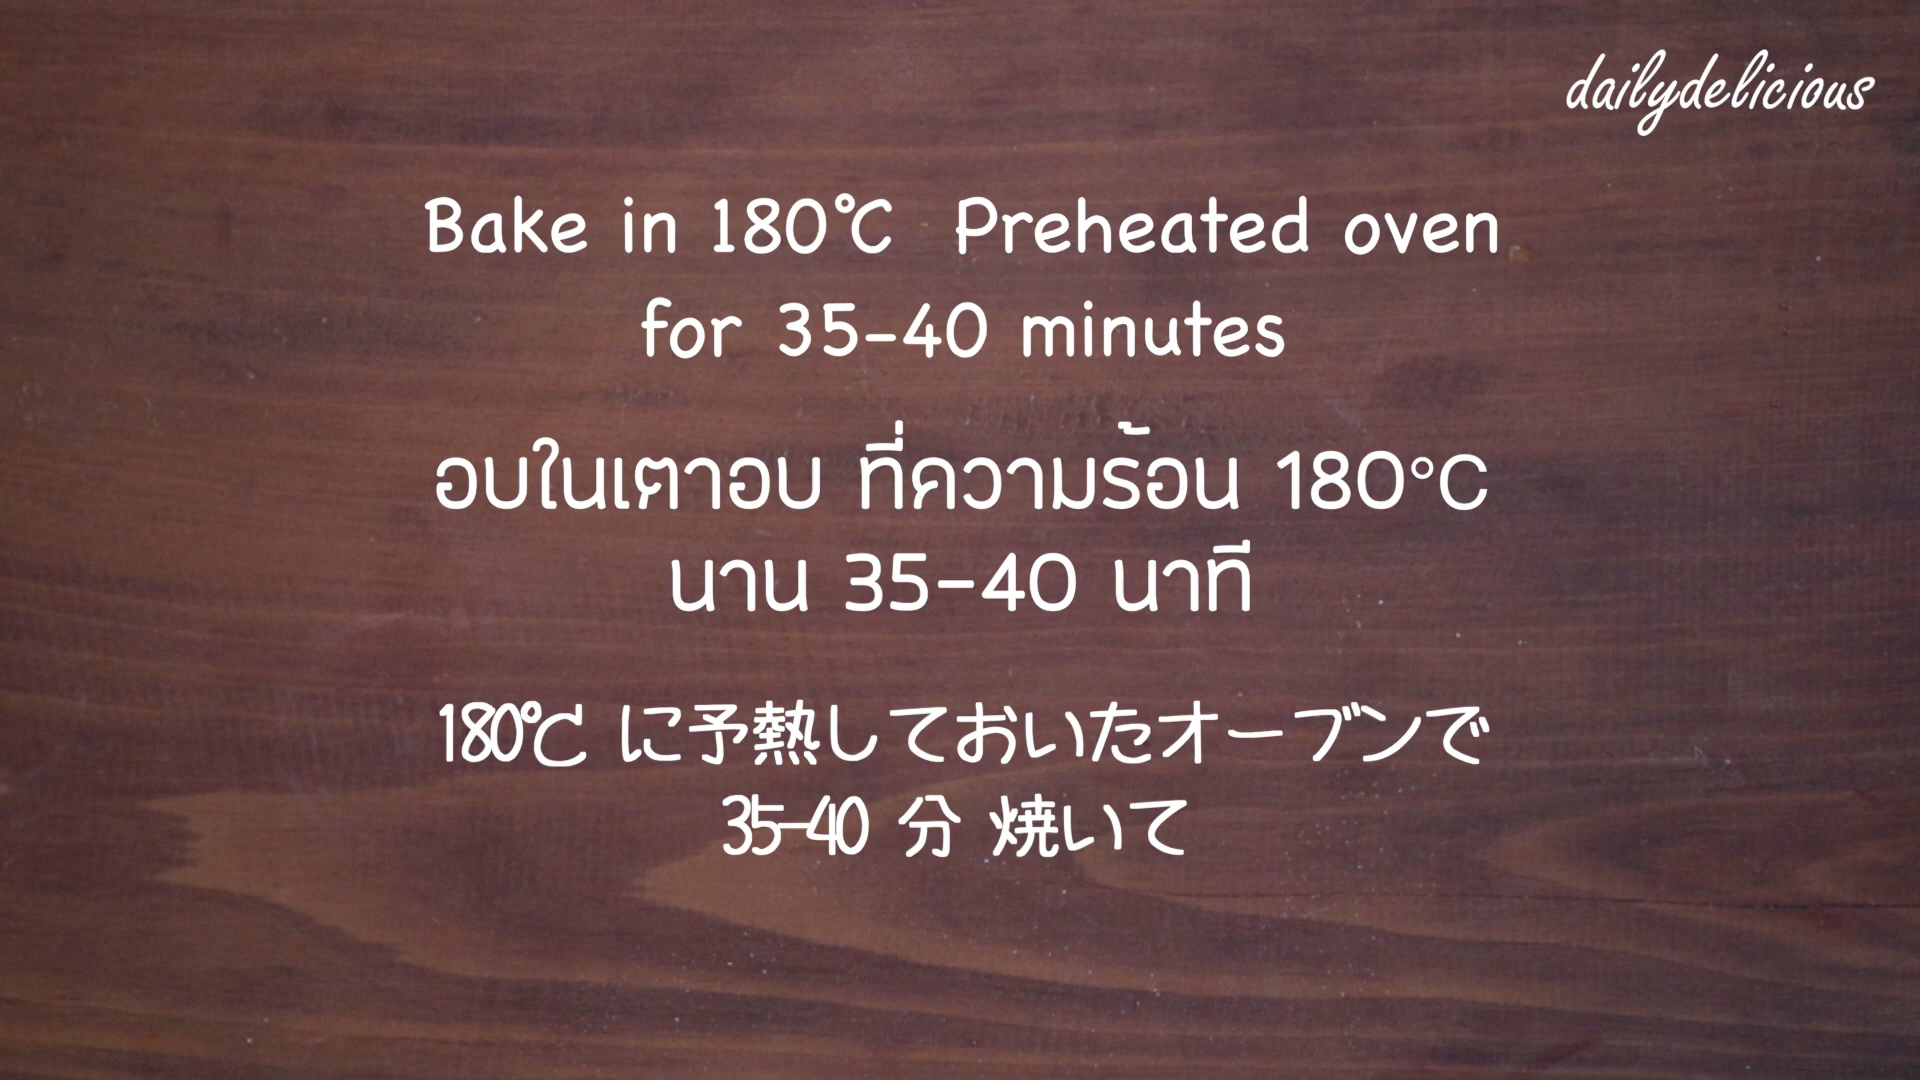 dailydelicious
Bake in 180℃ Preheated oven
for 35-40 minutes
อบในเตาอบ ที่ความร้อน 180°C
นาน 35-40 นาที
180℃ に予熱しておいたオーブンで
35-40 分 焼いて